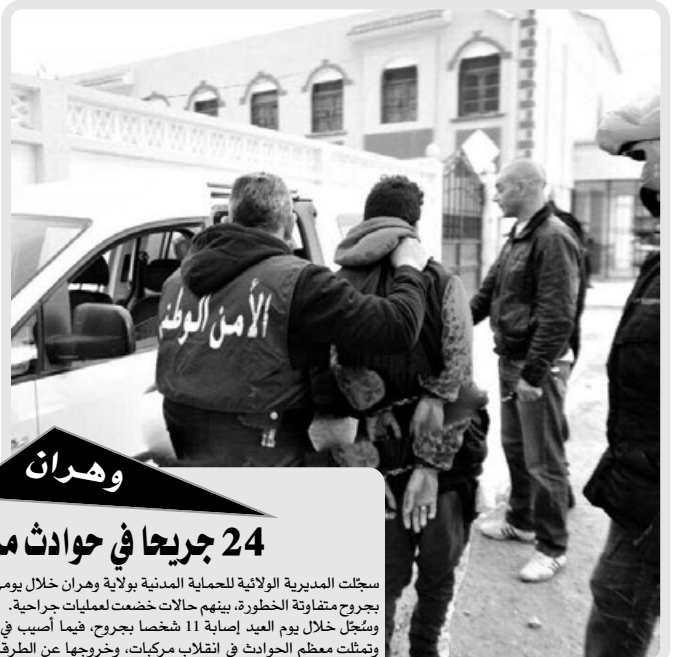 الأمن الوطني
وهران
24 جريحا في حوادث
سجّلت المديرية الولائية للحماية المدنية بولاية وهران خلال
بجروح متفاوتة الخطورة، بينهم حالات خضعت لعمليات جراحية.
وسُجّل خلال يوم العيد إصابة 11 شخصا بجروح، فيما أصيب في
وتمثلت معظم الحوادث في انقلاب مركبات، وخروجها عن